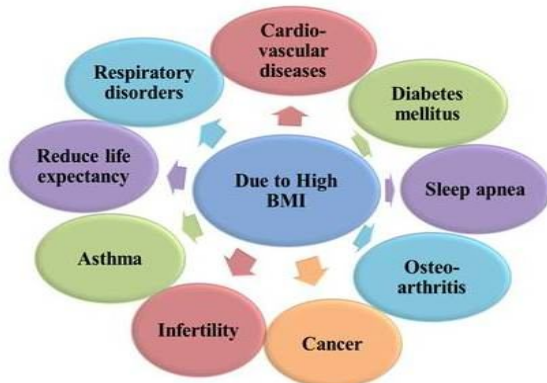 Cardio-
vascular
diseases
Diabetes
mellitus
Sleep apnea
Osteo-
arthritis
Cancer
Infertility
Asthma
Reduce life
expectancy
Respiratory
disorders
Due to High
BMI